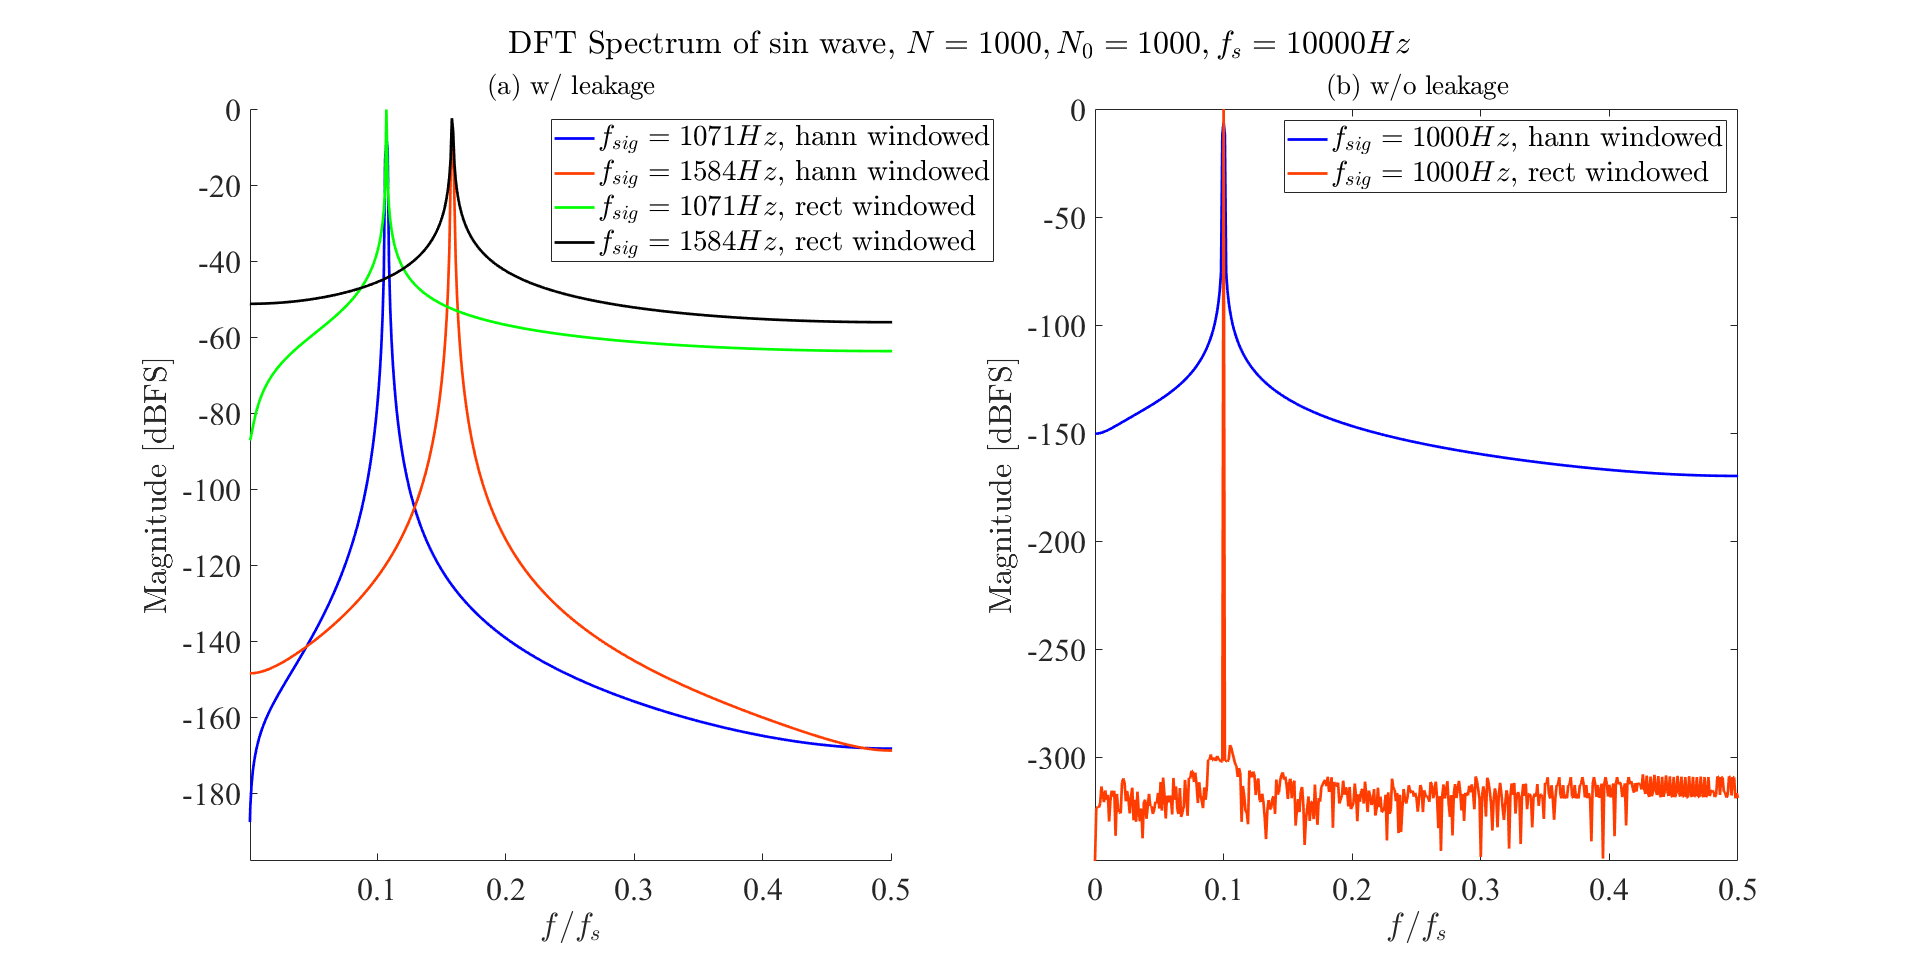 DFT Spectrum of sin wave, N = 1000, N₀ = 1000, fₛ = 10000Hz
(a) w/ leakage
0
-20
-40
-60
-80
-100
-120
-140
-160
-180
Magnitude [dBFS]
f_sig = 1071Hz, hann windowed
f_sig = 1584Hz, hann windowed
f_sig = 1071Hz, rect windowed
f_sig = 1584Hz, rect windowed
0.1 0.2 0.3 0.4 0.5
f/fₛ
(b) w/o leakage
0
-50
-100
-150
-200
-250
-300
Magnitude [dBFS]
f_sig = 1000Hz, hann windowed
f_sig = 1000Hz, rect windowed
0 0.1 0.2 0.3 0.4 0.5
f/fₛ